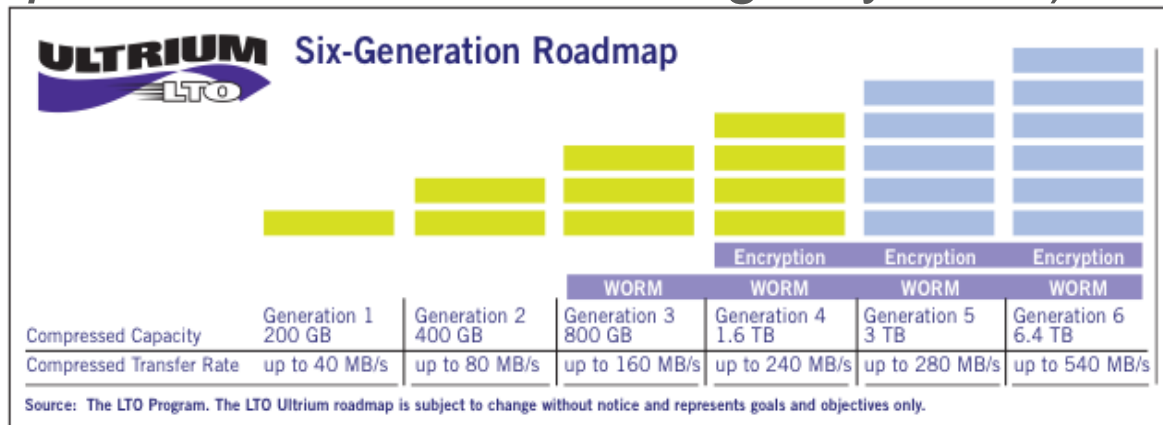 ULTRIUM
LTO
Six-Generation Roadmap
Encryption Encryption Encryption
WORM WORM WORM WORM
Generation 1 Generation 2 Generation 3 Generation 4 Generation 5 Generation 6
Compressed Capacity 200 GB 400 GB 800 GB 1.6 TB 3 TB 6.4 TB
Compressed Transfer Rate up to 40 MB/s up to 80 MB/s up to 160 MB/s up to 240 MB/s up to 280 MB/s up to 540 MB/s
Source: The LTO Program. The LTO Ultrium roadmap is subject to change without notice and represents goals and objectives only.